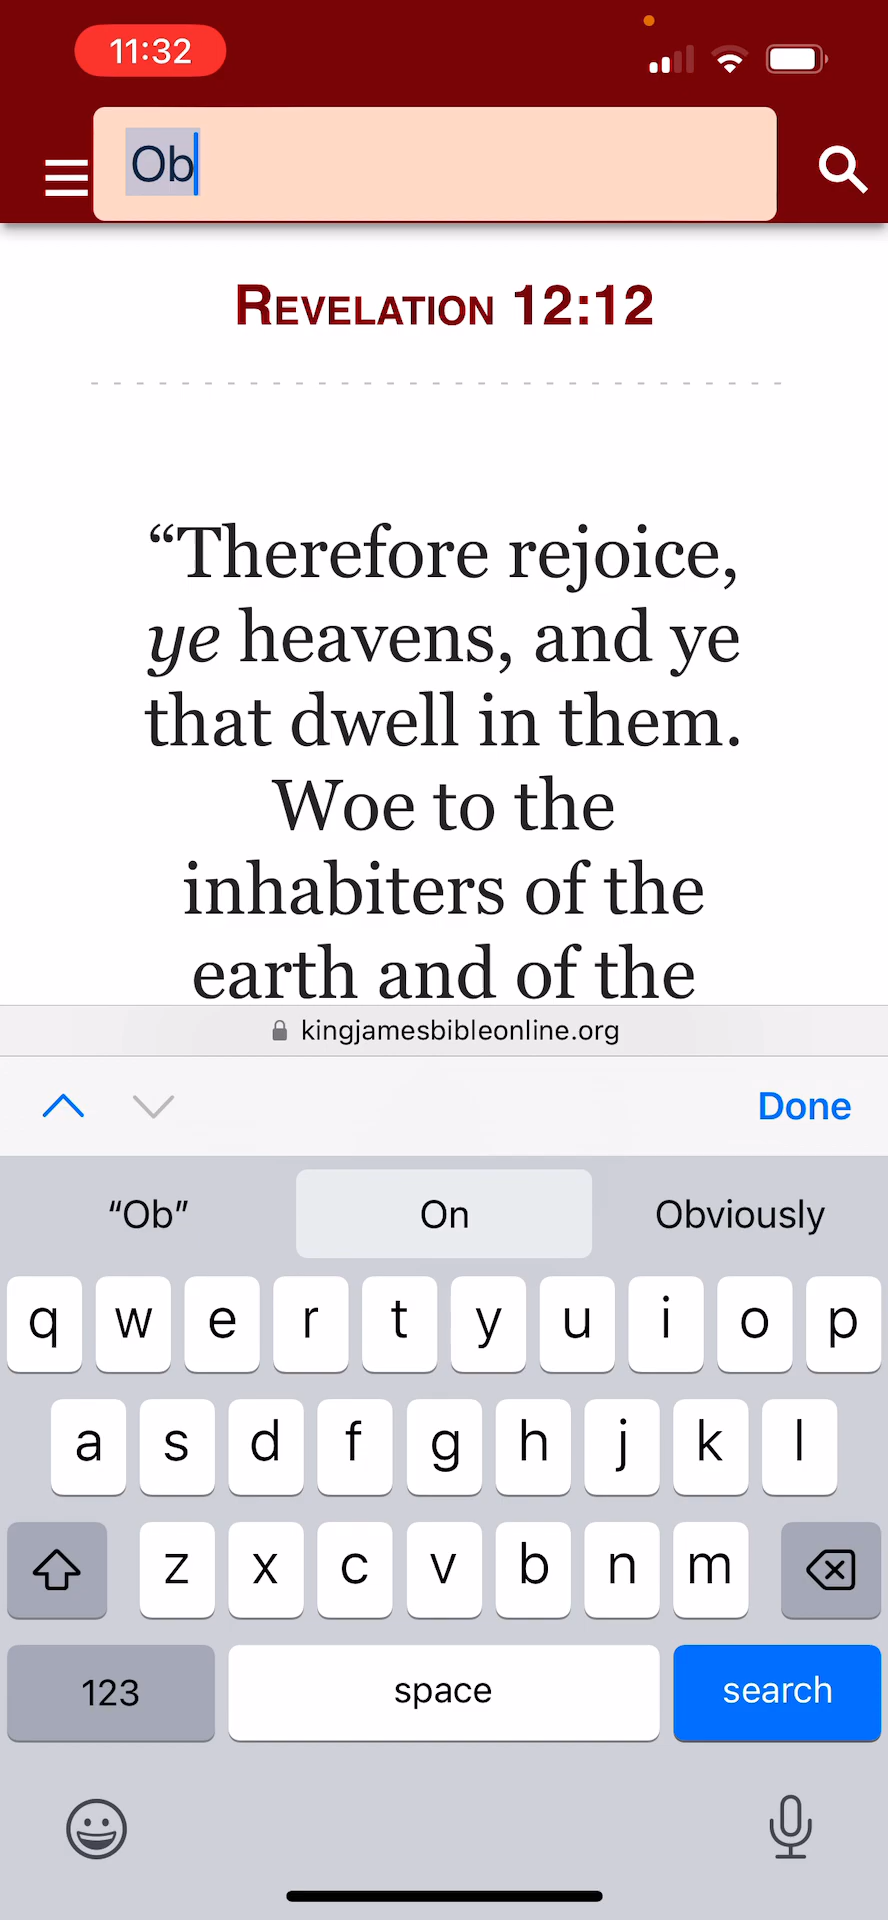 11:32
Ob
REVELATION 12:12
“Therefore rejoice,
ye heavens, and ye
that dwell in them.
Woe to the
inhabiters of the
earth and of the
kingjamesbibleonline.org
Done
“Ob” On Obviously
q w e r t y u i o p
a s d f g h j k l
z x c v b n m
123 space search